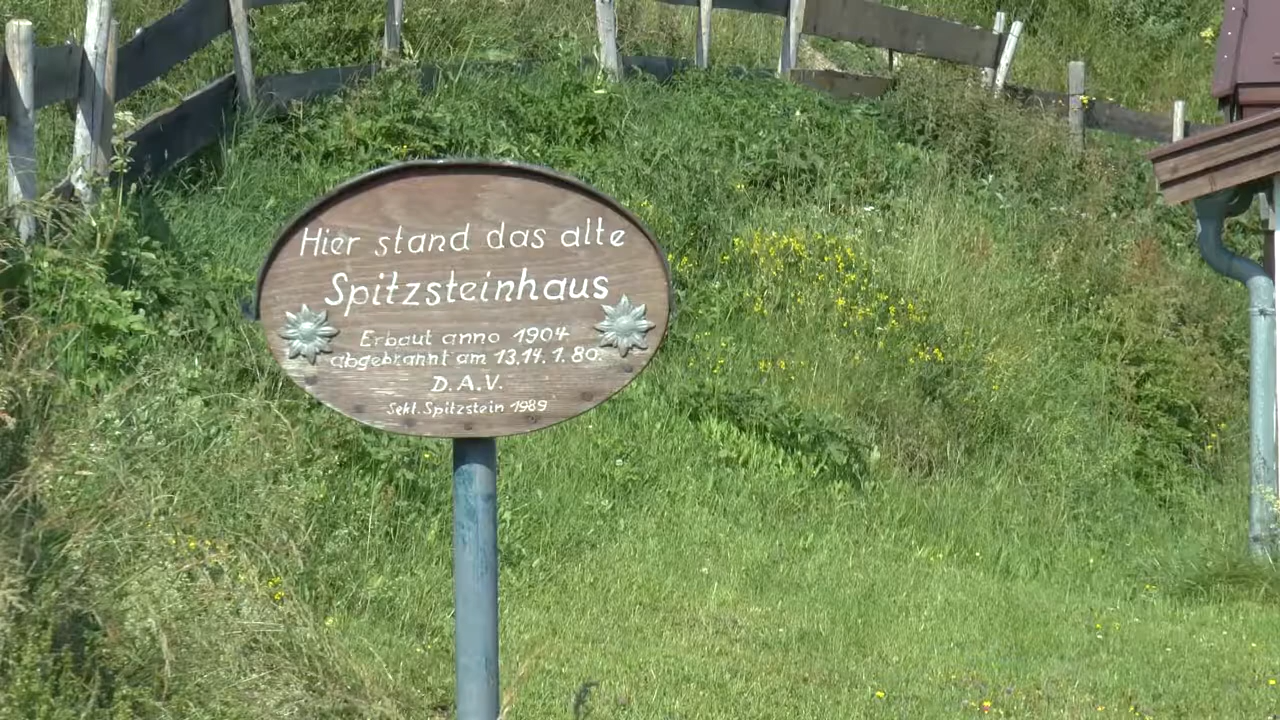 Hier stand das alte
Spitzsteinhaus
Erbaut anno 1904
abgebrannt am 13.14.1.80.
D.A.V.
Sekt. Spitzstein 1989